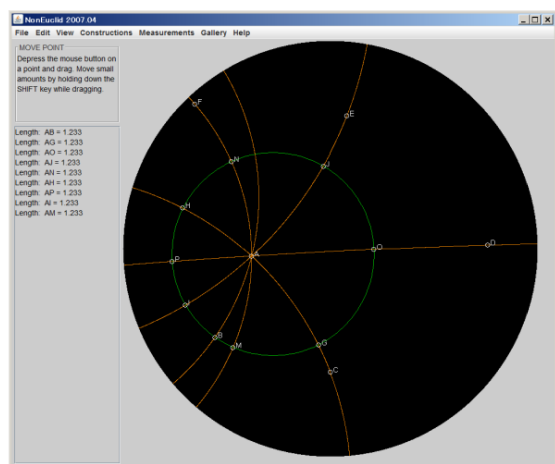 NonEuclid 2007.04
File Edit View Constructions Measurements Gallery Help
MOVE POINT
Depress the mouse button on
a point and drag. Move small
amounts by holding down the
SHIFT key while dragging.
Length: AB = 1.233
Length: AG = 1.233
Length: AO = 1.233
Length: AJ = 1.233
Length: AN = 1.233
Length: AH = 1.233
Length: AP = 1.233
Length: AI = 1.233
Length: AM = 1.233
F
E
N
J
H
O
D
A
P
B
M
G
C